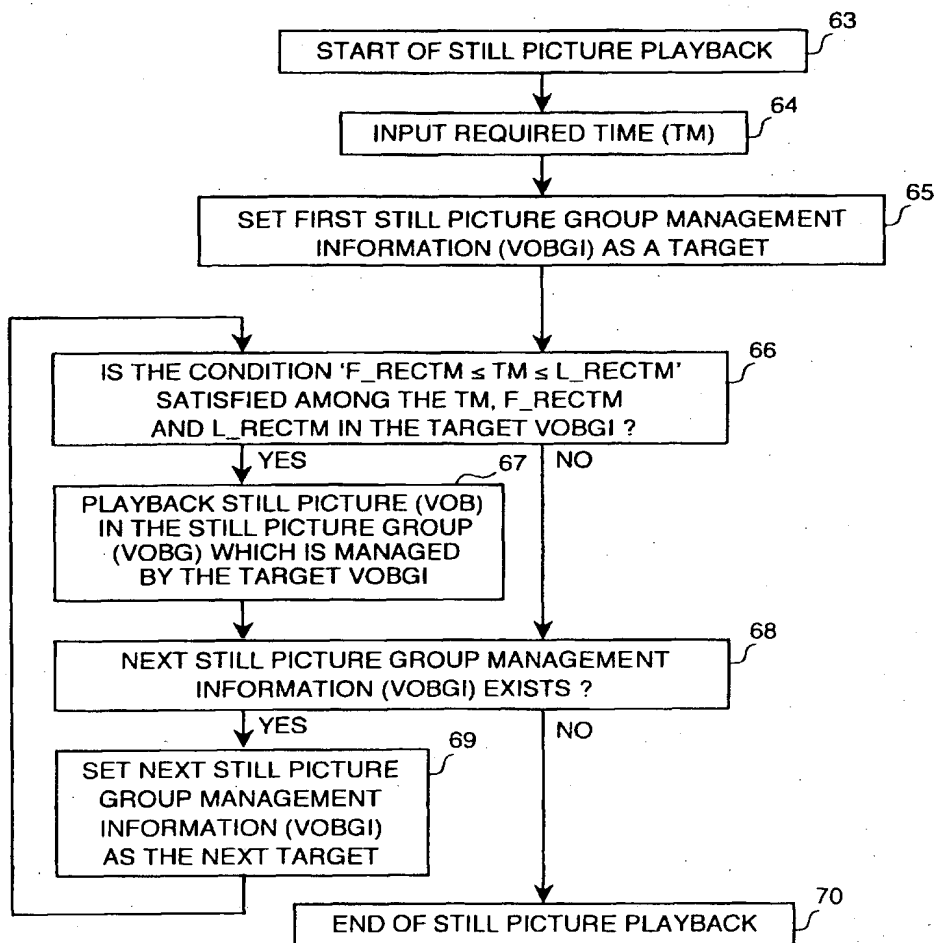 63
START OF STILL PICTURE PLAYBACK
64
INPUT REQUIRED TIME (TM)
65
SET FIRST STILL PICTURE GROUP MANAGEMENT
INFORMATION (VOBGI) AS A TARGET
66
IS THE CONDITION 'F_RECTM ≤ TM ≤ L_RECTM'
SATISFIED AMONG THE TM, F_RECTM
AND L_RECTM IN THE TARGET VOBGI ?
YES
NO
67
PLAYBACK STILL PICTURE (VOB)
IN THE STILL PICTURE GROUP
(VOBG) WHICH IS MANAGED
BY THE TARGET VOBGI
68
NEXT STILL PICTURE GROUP MANAGEMENT
INFORMATION (VOBGI) EXISTS ?
YES
NO
69
SET NEXT STILL PICTURE
GROUP MANAGEMENT
INFORMATION (VOBGI)
AS THE NEXT TARGET
70
END OF STILL PICTURE PLAYBACK